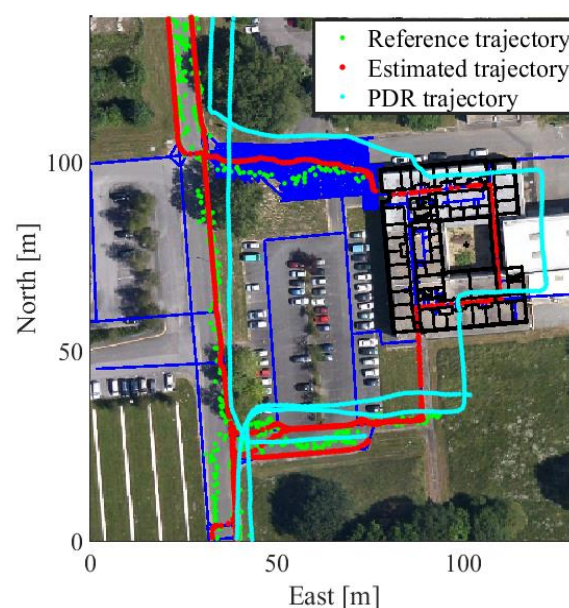 Reference trajectory
Estimated trajectory
PDR trajectory
100
50
0
North [m]
0
50
100
East [m]